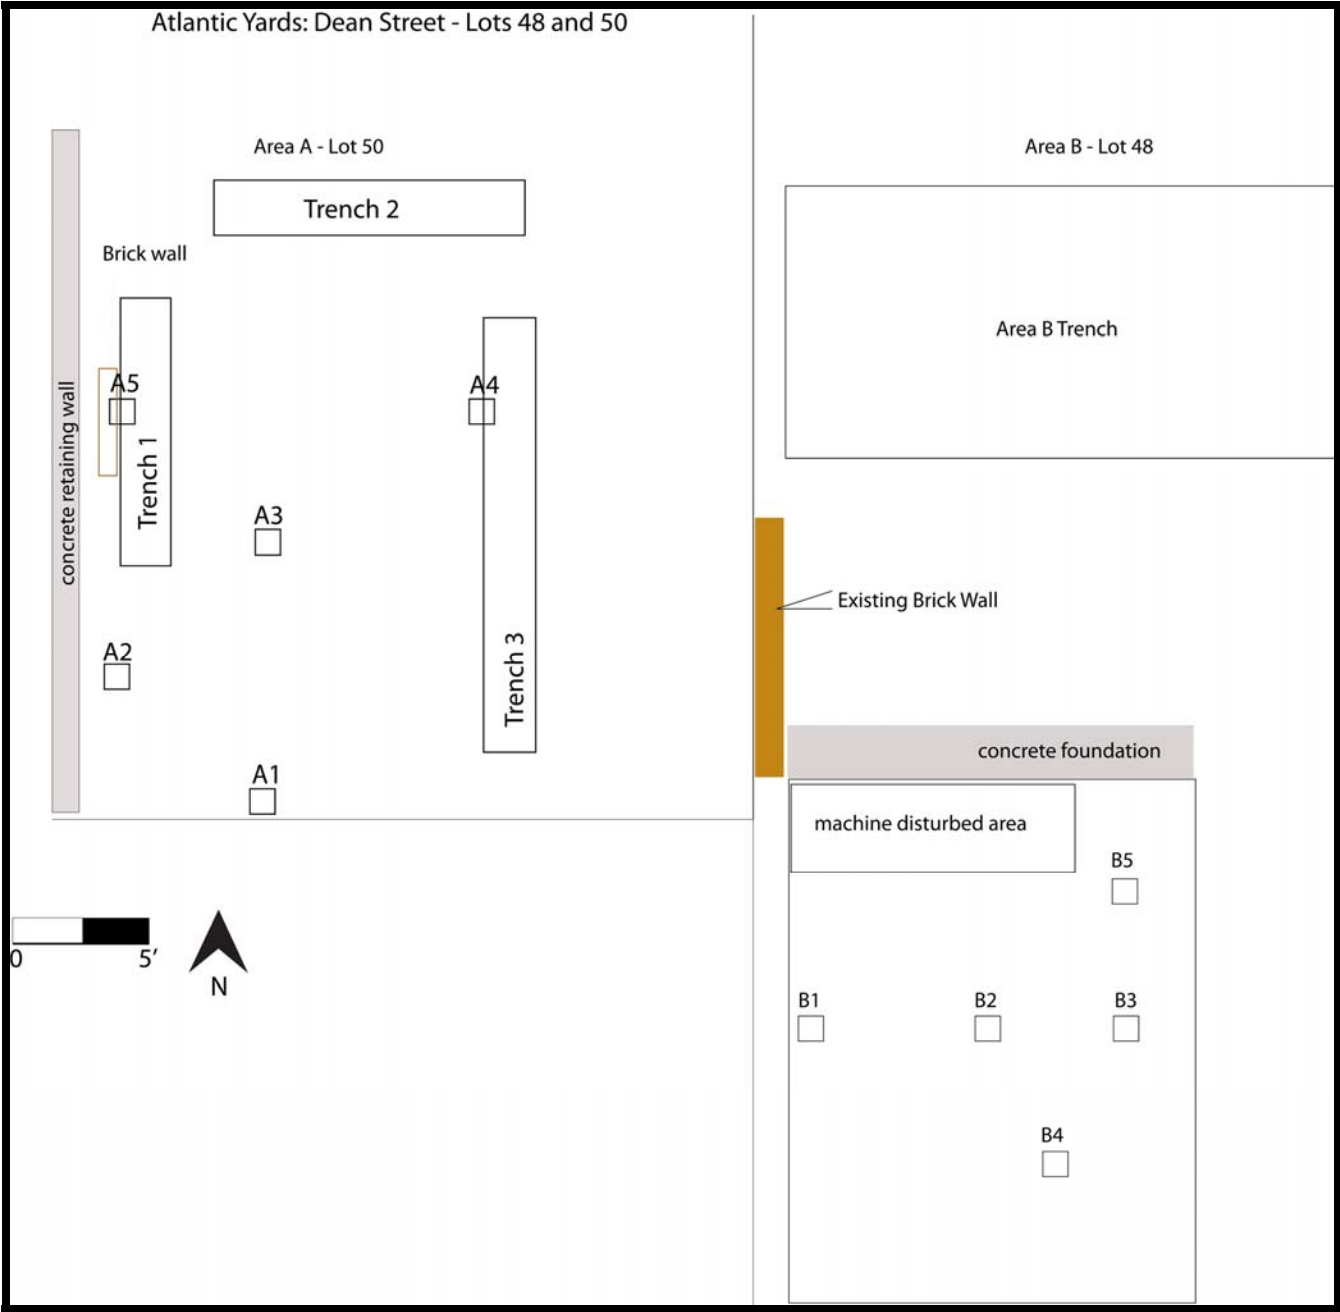 Atlantic Yards: Dean Street - Lots 48 and 50
Area A - Lot 50
Area B - Lot 48
Trench 2
Brick wall
Area B Trench
A5
A4
concrete retaining wall
Trench 1
A3
Existing Brick Wall
A2
Trench 3
concrete foundation
A1
machine disturbed area
B5
0 5’
N
B1
B2
B3
B4